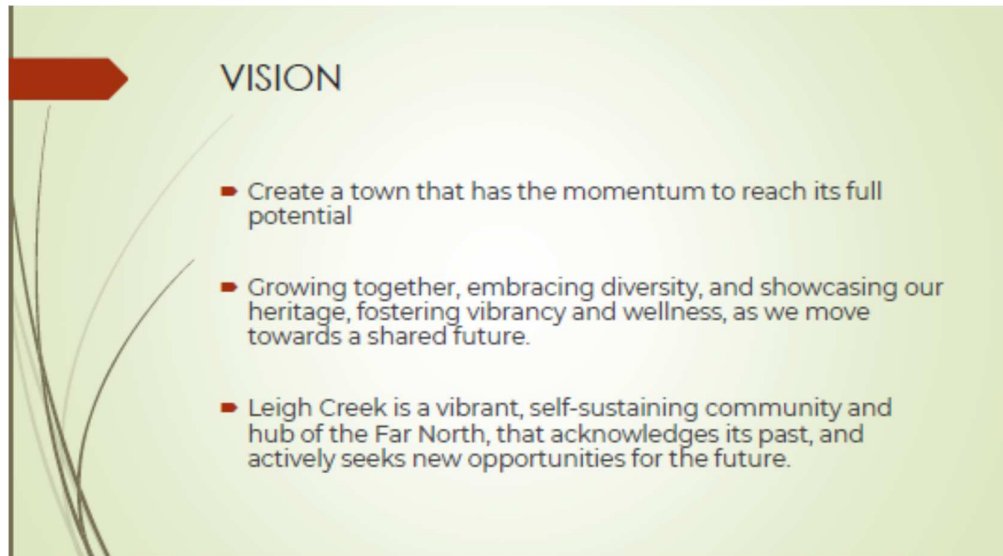 VISION
Create a town that has the momentum to reach its full
potential
Growing together, embracing diversity, and showcasing our
heritage, fostering vibrancy and wellness, as we move
towards a shared future.
Leigh Creek is a vibrant, self-sustaining community and
hub of the Far North, that acknowledges its past, and
actively seeks new opportunities for the future.